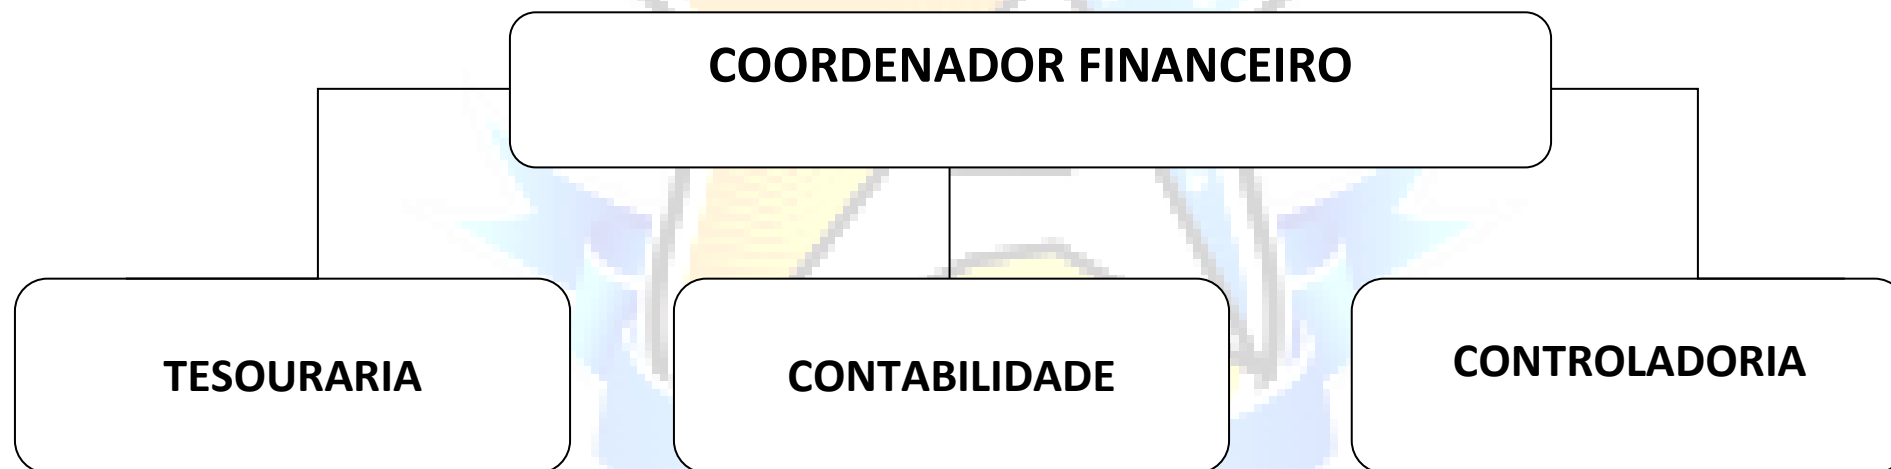 COORDENADOR FINANCEIRO
TESOURARIA
CONTABILIDADE
CONTROLADORIA